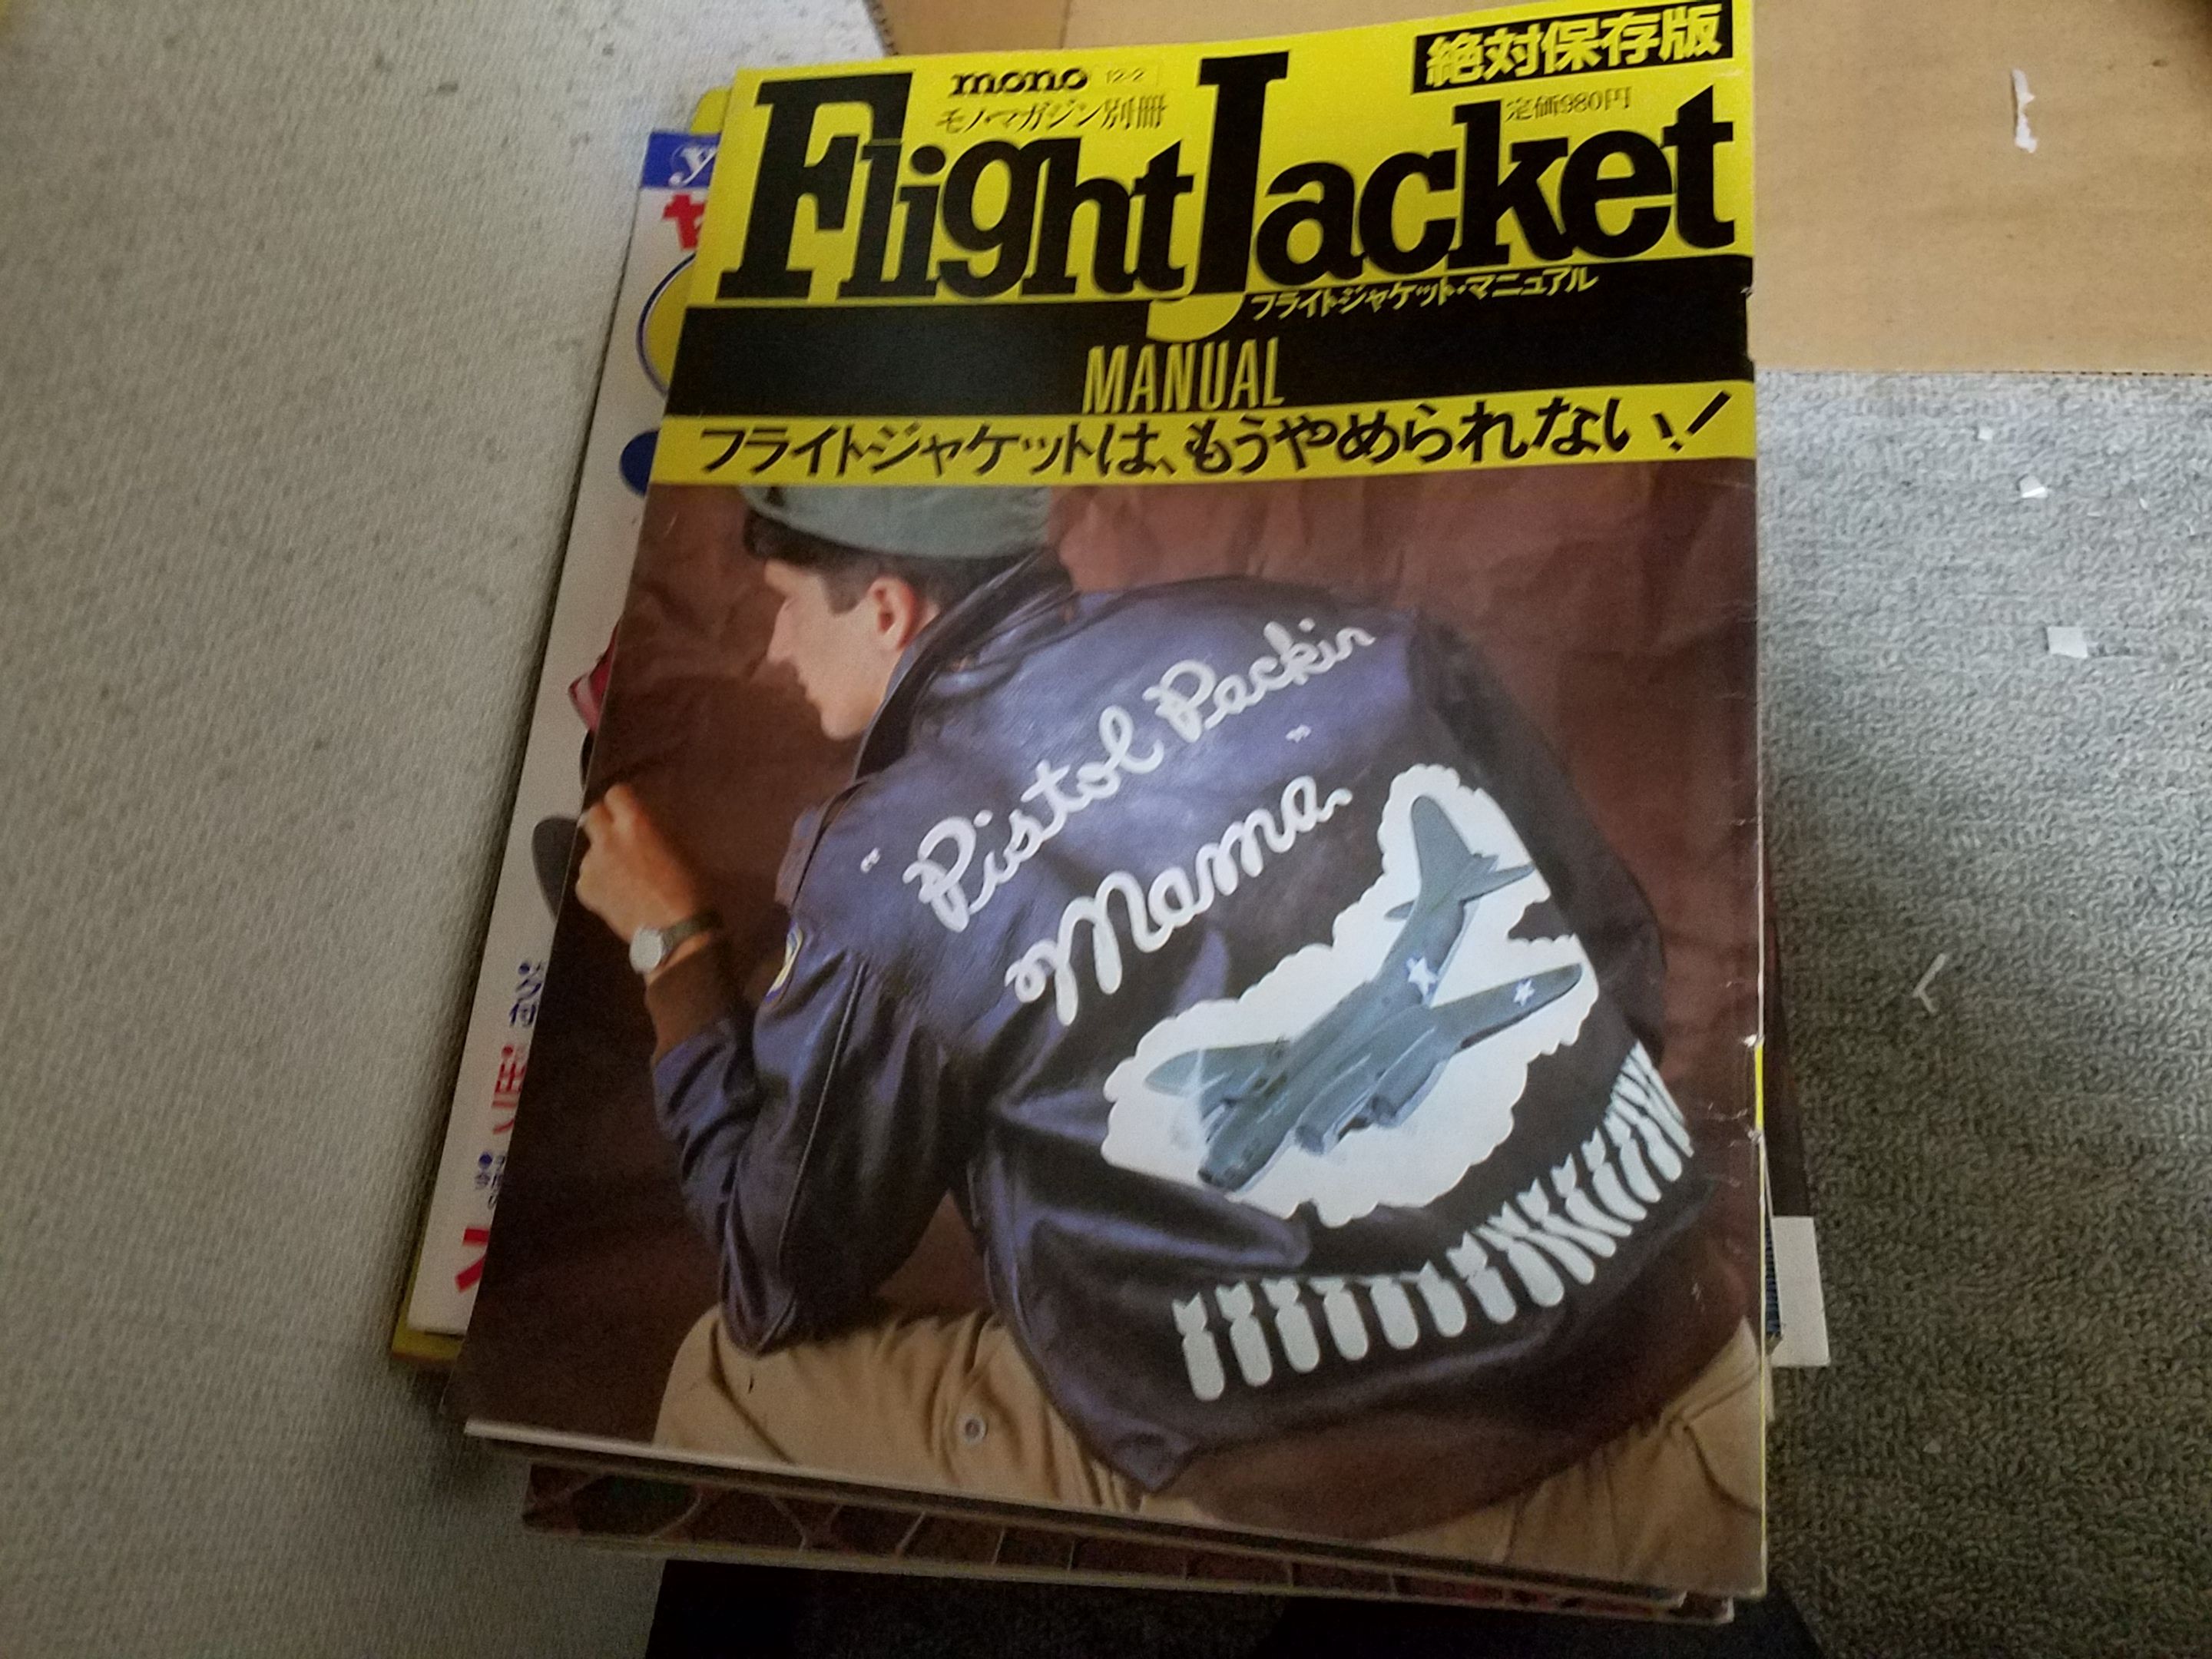 絶対保存版
mono 12-2
モノ・マガジン別冊
定価980円
Flight Jacket
フライトジャケット・マニュアル
MANUAL
フライトジャケットは、もうやめられない!
"Pistol Packin'
Mama"